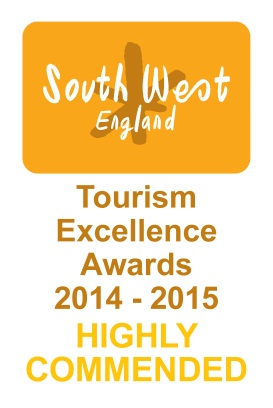 South West
England
Tourism
Excellence
Awards
2014 - 2015
HIGHLY
COMMENDED